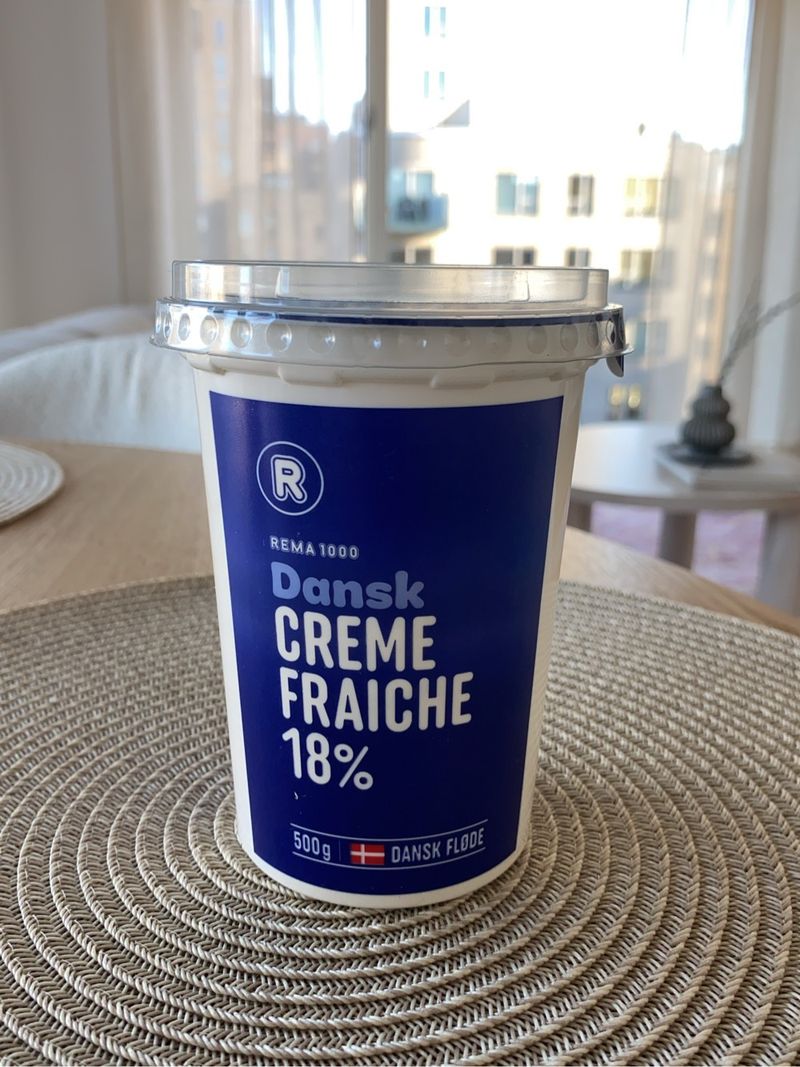 R
REMA 1000
Dansk
CREME
FRAICHE
18%
500g DANSK FLØDE